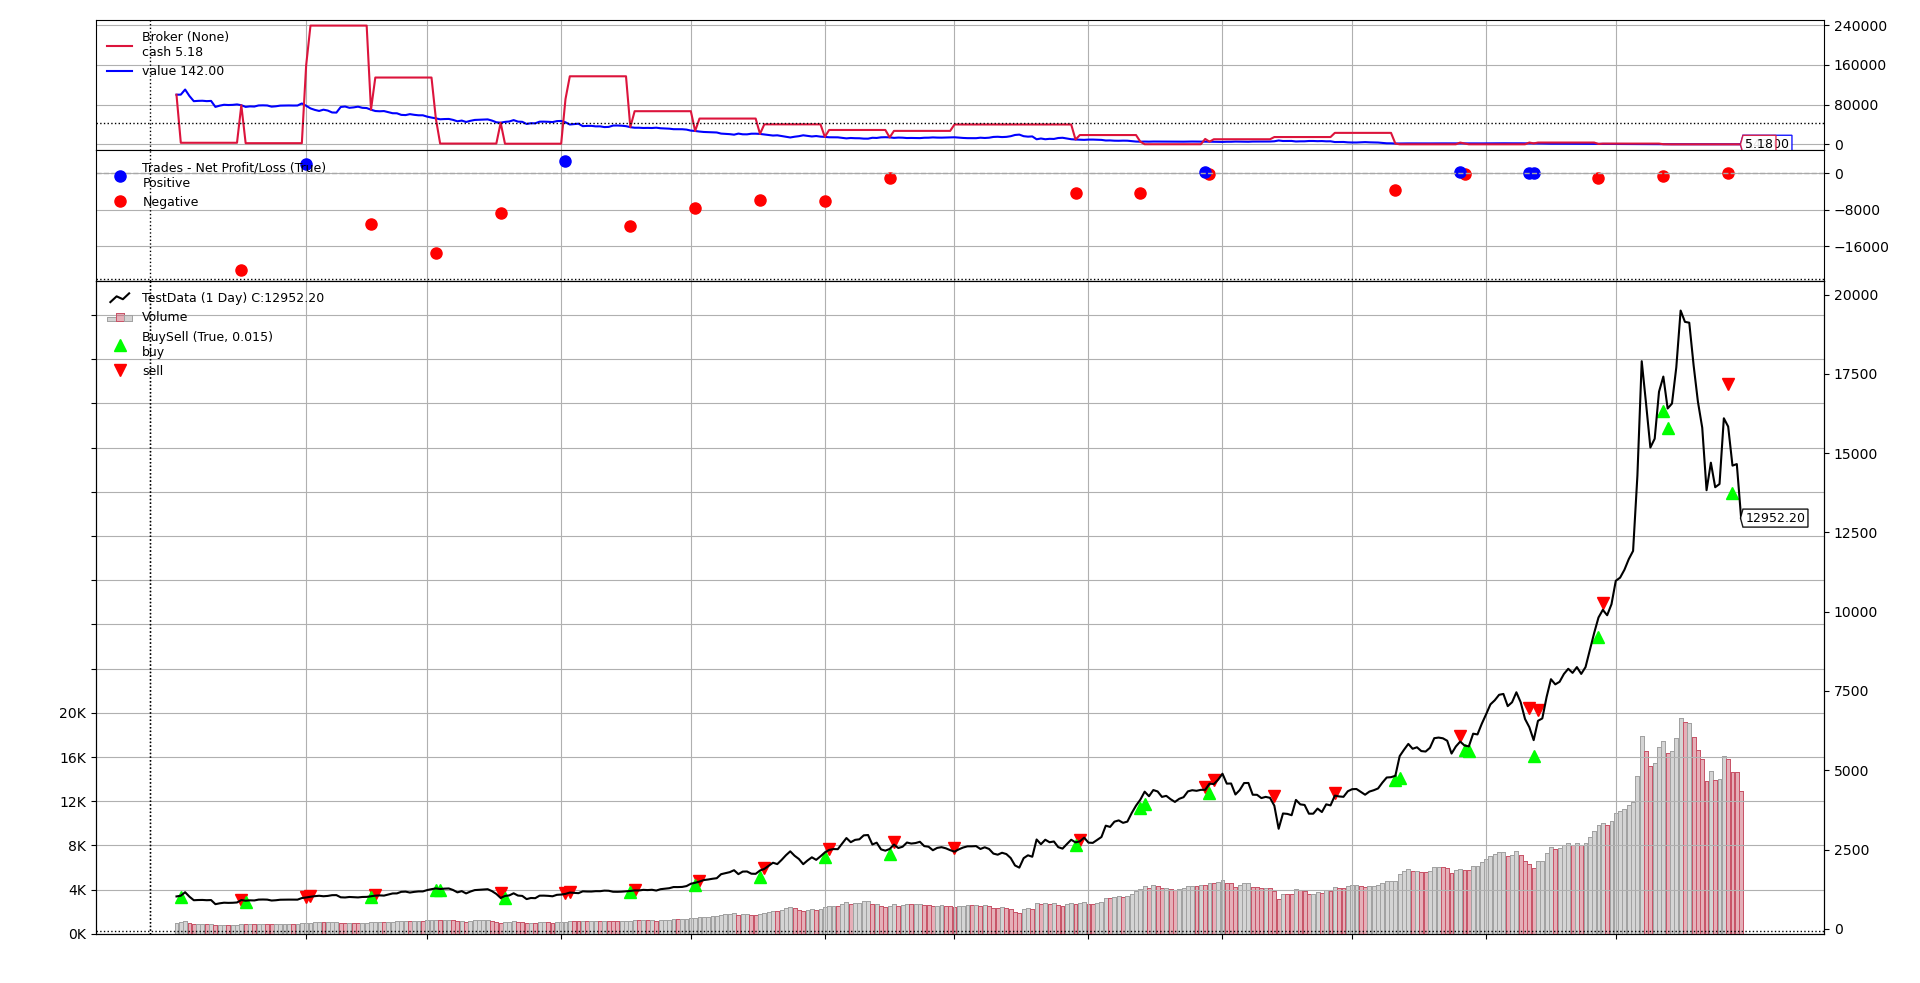 Broker (None)
cash 5.18
value 142.00
240000
160000
80000
0
5.18
00
Trades - Net Profit/Loss (True)
Positive
Negative
0
−8000
−16000
TestData (1 Day) C:12952.20
Volume
BuySell (True, 0.015)
buy
sell
20000
17500
15000
12500
10000
7500
5000
2500
0
12952.20
20K
16K
12K
8K
4K
0K